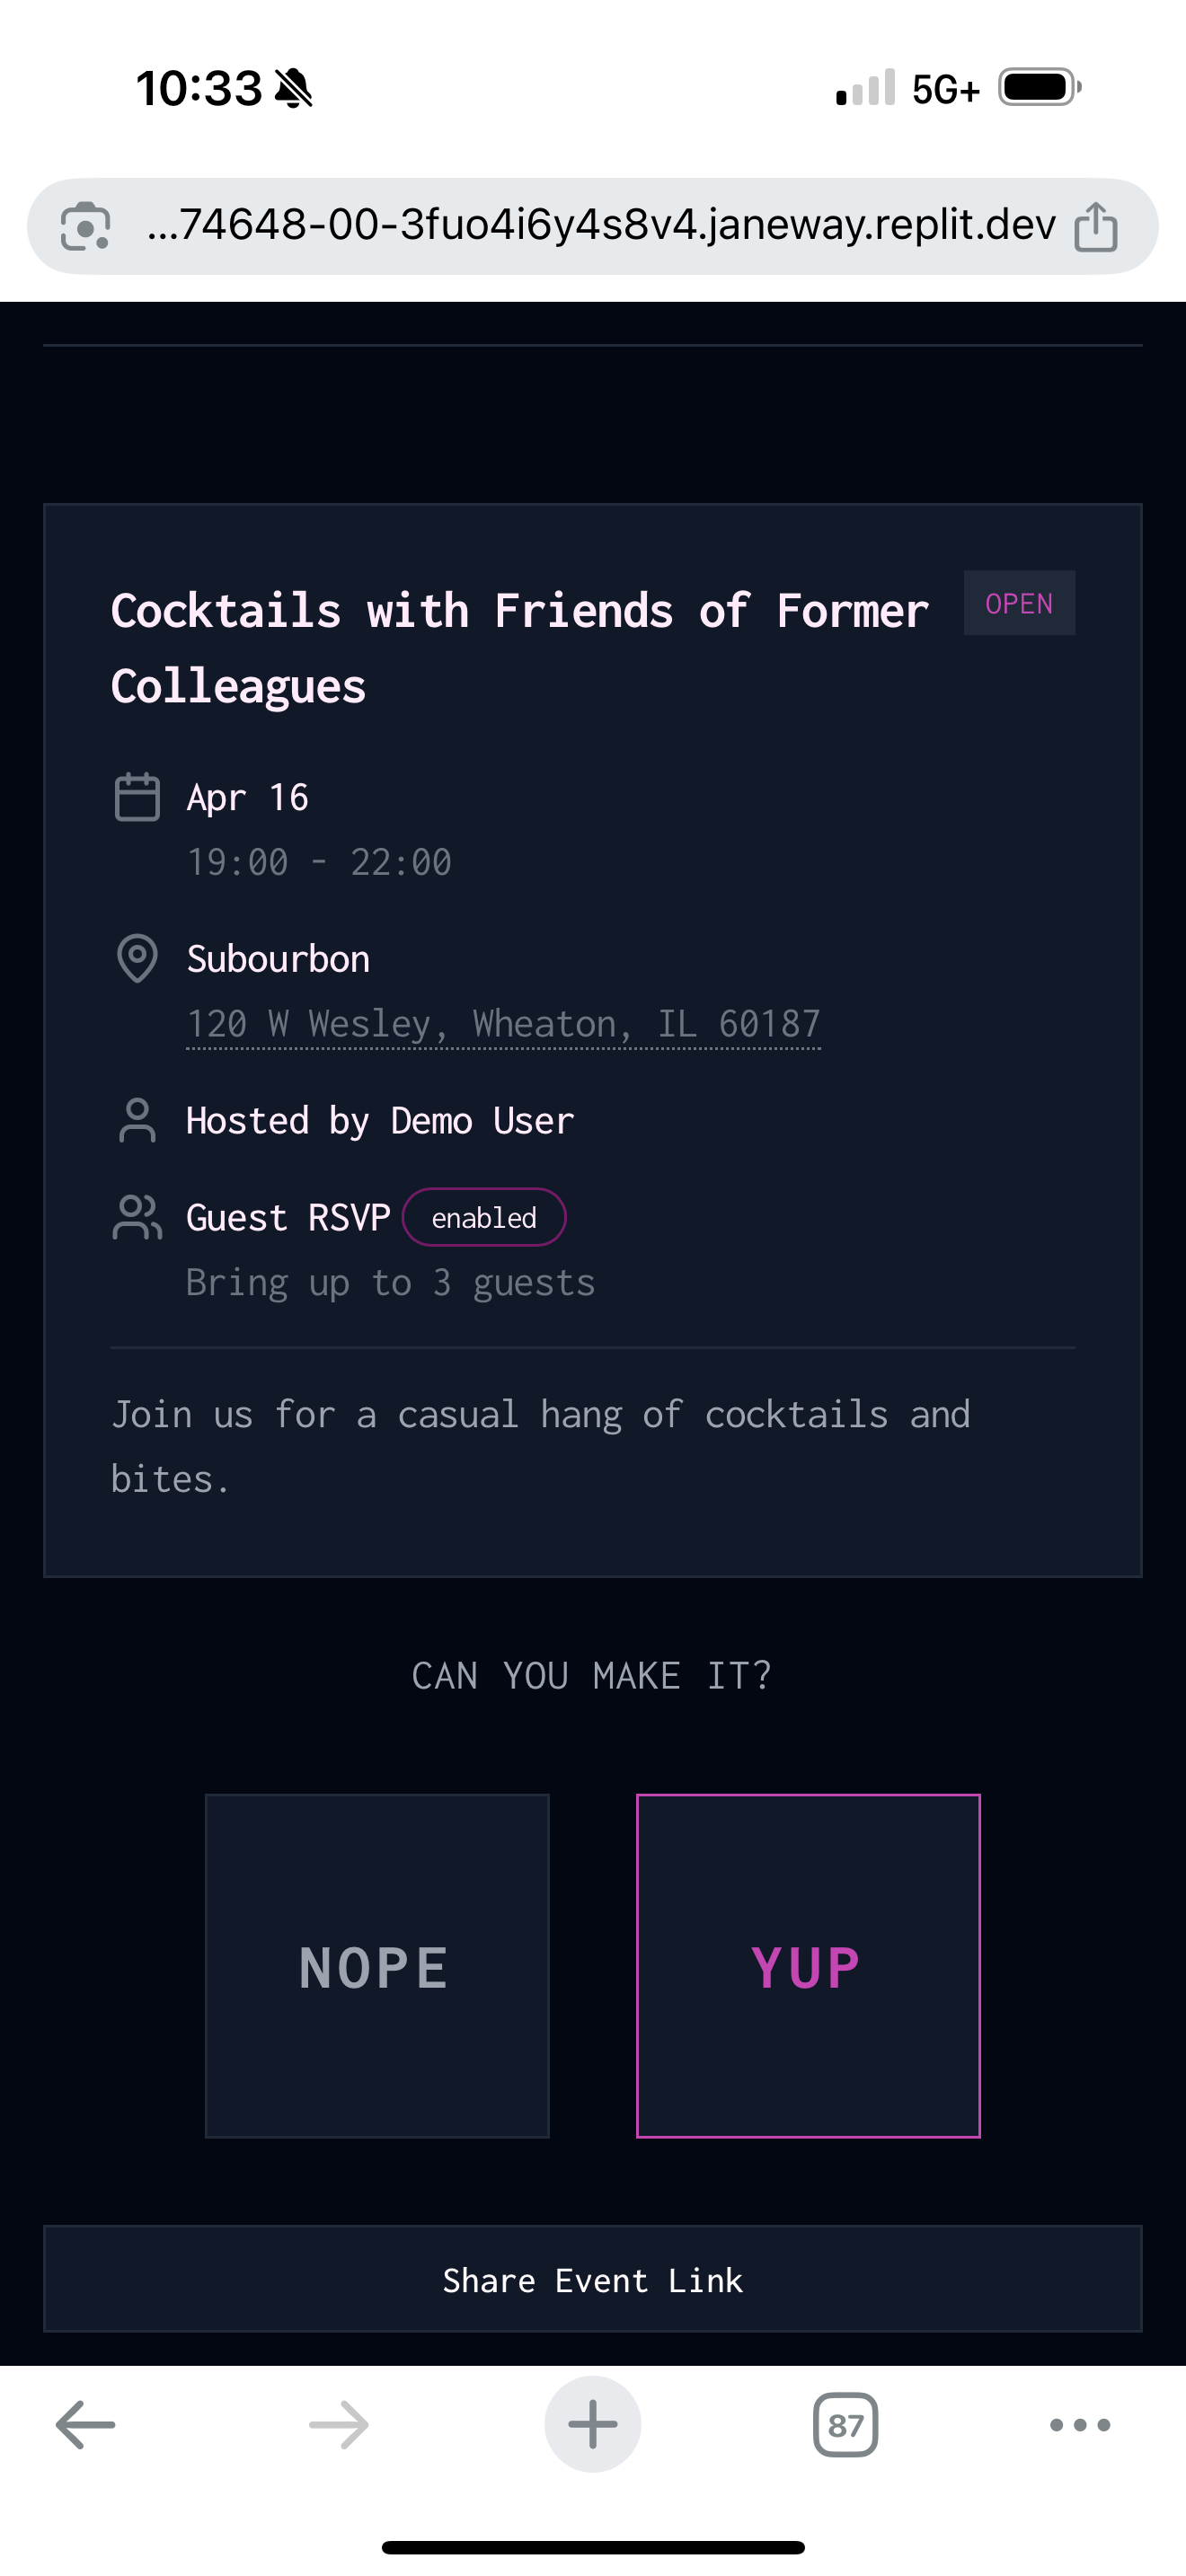 10:33
5G+
...74648-00-3fuo4i6y4s8v4.janeway.replit.dev
Cocktails with Friends of Former
OPEN
Colleagues
Apr 16
19:00 - 22:00
Subourbon
120 W Wesley, Wheaton, IL 60187
Hosted by Demo User
Guest RSVP enabled
Bring up to 3 guests
Join us for a casual hang of cocktails and
bites.
CAN YOU MAKE IT?
NOPE
YUP
Share Event Link
87